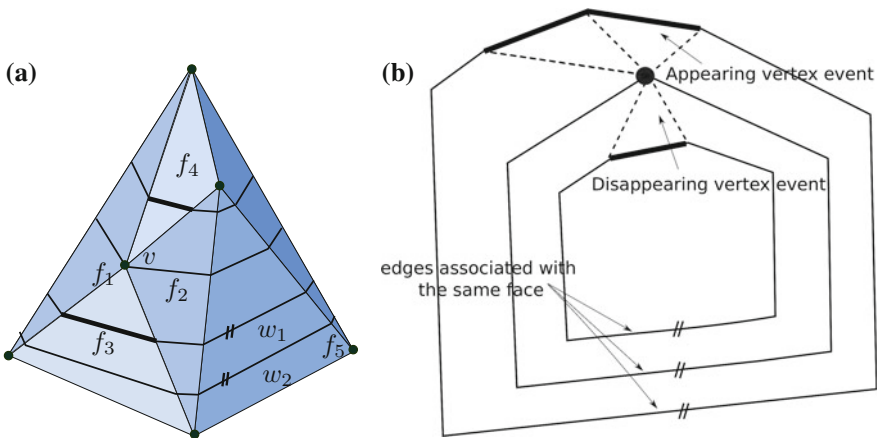 (a)
f₄
v
f₁
f₂
f₃
w₁
f₅
w₂
(b)
Appearing vertex event
Disappearing vertex event
edges associated with
the same face